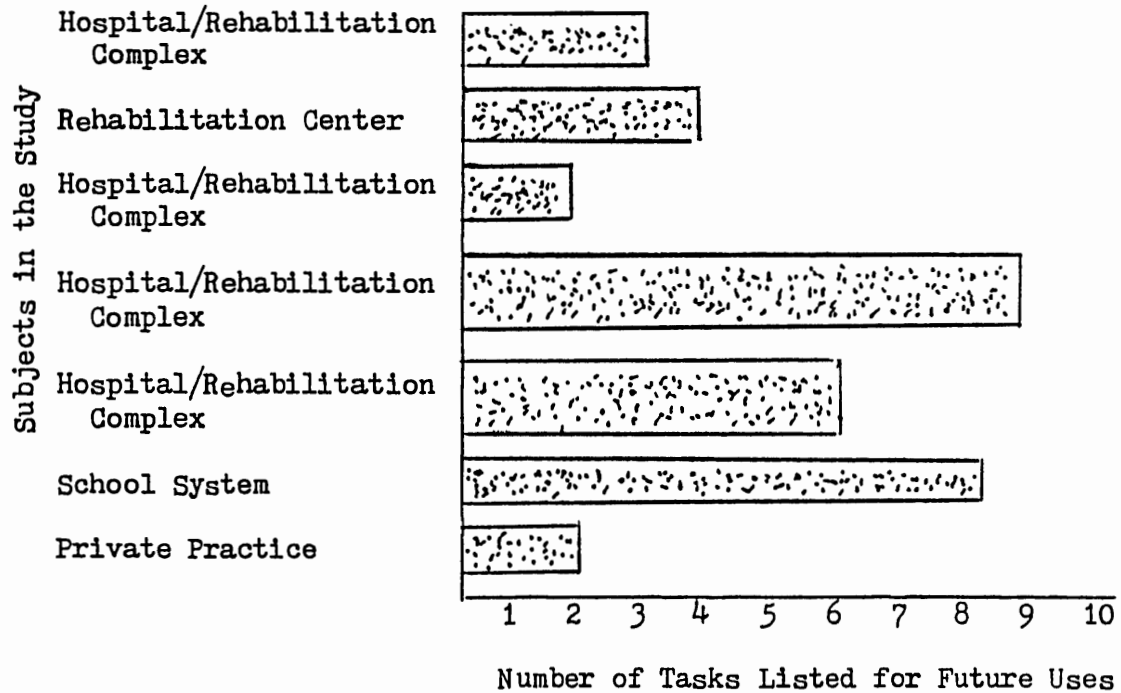 Subjects in the Study
Hospital/Rehabilitation
Complex
Rehabilitation Center
Hospital/Rehabilitation
Complex
Hospital/Rehabilitation
Complex
Hospital/Rehabilitation
Complex
School System
Private Practice
1 2 3 4 5 6 7 8 9 10
Number of Tasks Listed for Future Uses